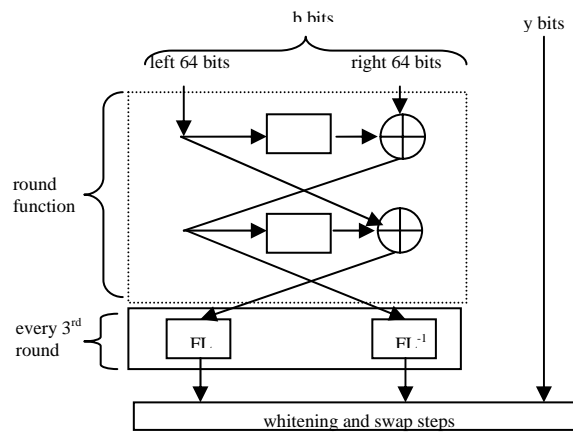 b bits
y bits
left 64 bits
right 64 bits
round
function
every 3rd
round
FL
FL-1
whitening and swap steps